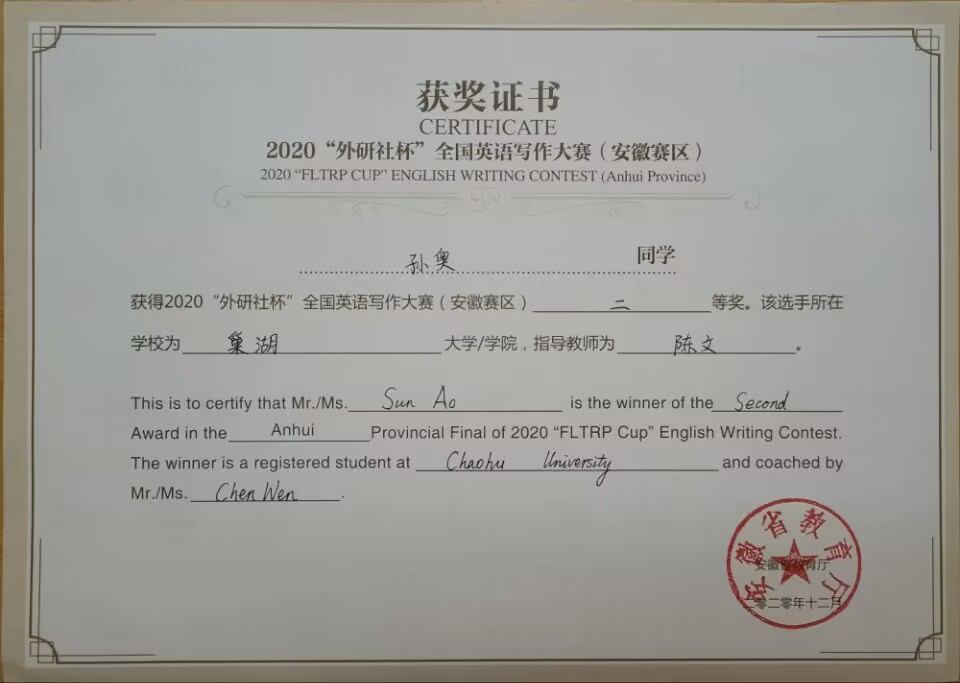 获奖证书
CERTIFICATE
2020“外研社杯”全国英语写作大赛（安徽赛区）
2020 “FLTRP CUP” ENGLISH WRITING CONTEST (Anhui Province)
孙奥 同学
获得2020“外研社杯”全国英语写作大赛（安徽赛区）二等奖。该选手所在
学校为巢湖大学/学院，指导教师为陈文。
This is to certify that Mr./Ms. Sun Ao is the winner of the Second
Award in the Anhui Provincial Final of 2020 “FLTRP Cup” English Writing Contest.
The winner is a registered student at Chaohu University and coached by
Mr./Ms. Chen Wen.
安徽省教育厅
安徽省教育厅
二零二零年十二月